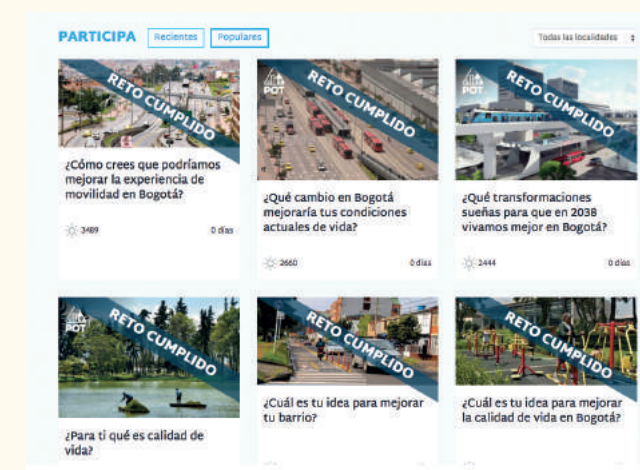 PARTICIPA Recientes Populares Todas las localidades
RETO CUMPLIDO
¿Cómo crees que podríamos
mejorar la experiencia de
movilidad en Bogotá?
3489 0 días
POT
RETO CUMPLIDO
¿Qué cambio en Bogotá
mejoraría tus condiciones
actuales de vida?
2660 0 días
POT
RETO CUMPLIDO
¿Qué transformaciones
sueñas para que en 2038
vivamos mejor en Bogotá?
2444 0 días
POT
RETO CUMPLIDO
¿Para ti qué es calidad de
vida?
RETO CUMPLIDO
¿Cuál es tu idea para mejorar
tu barrio?
RETO CUMPLIDO
¿Cuál es tu idea para mejorar
la calidad de vida en Bogotá?